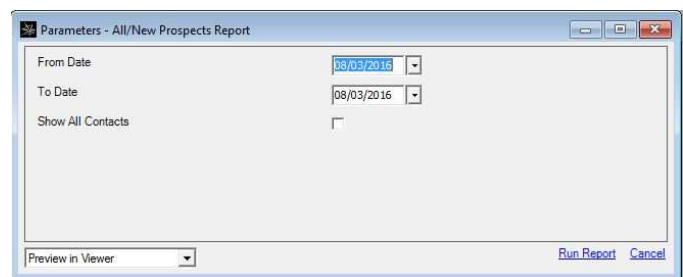 Parameters - All/New Prospects Report
From Date 08/03/2016
To Date 08/03/2016
Show All Contacts
Preview in Viewer Run Report Cancel